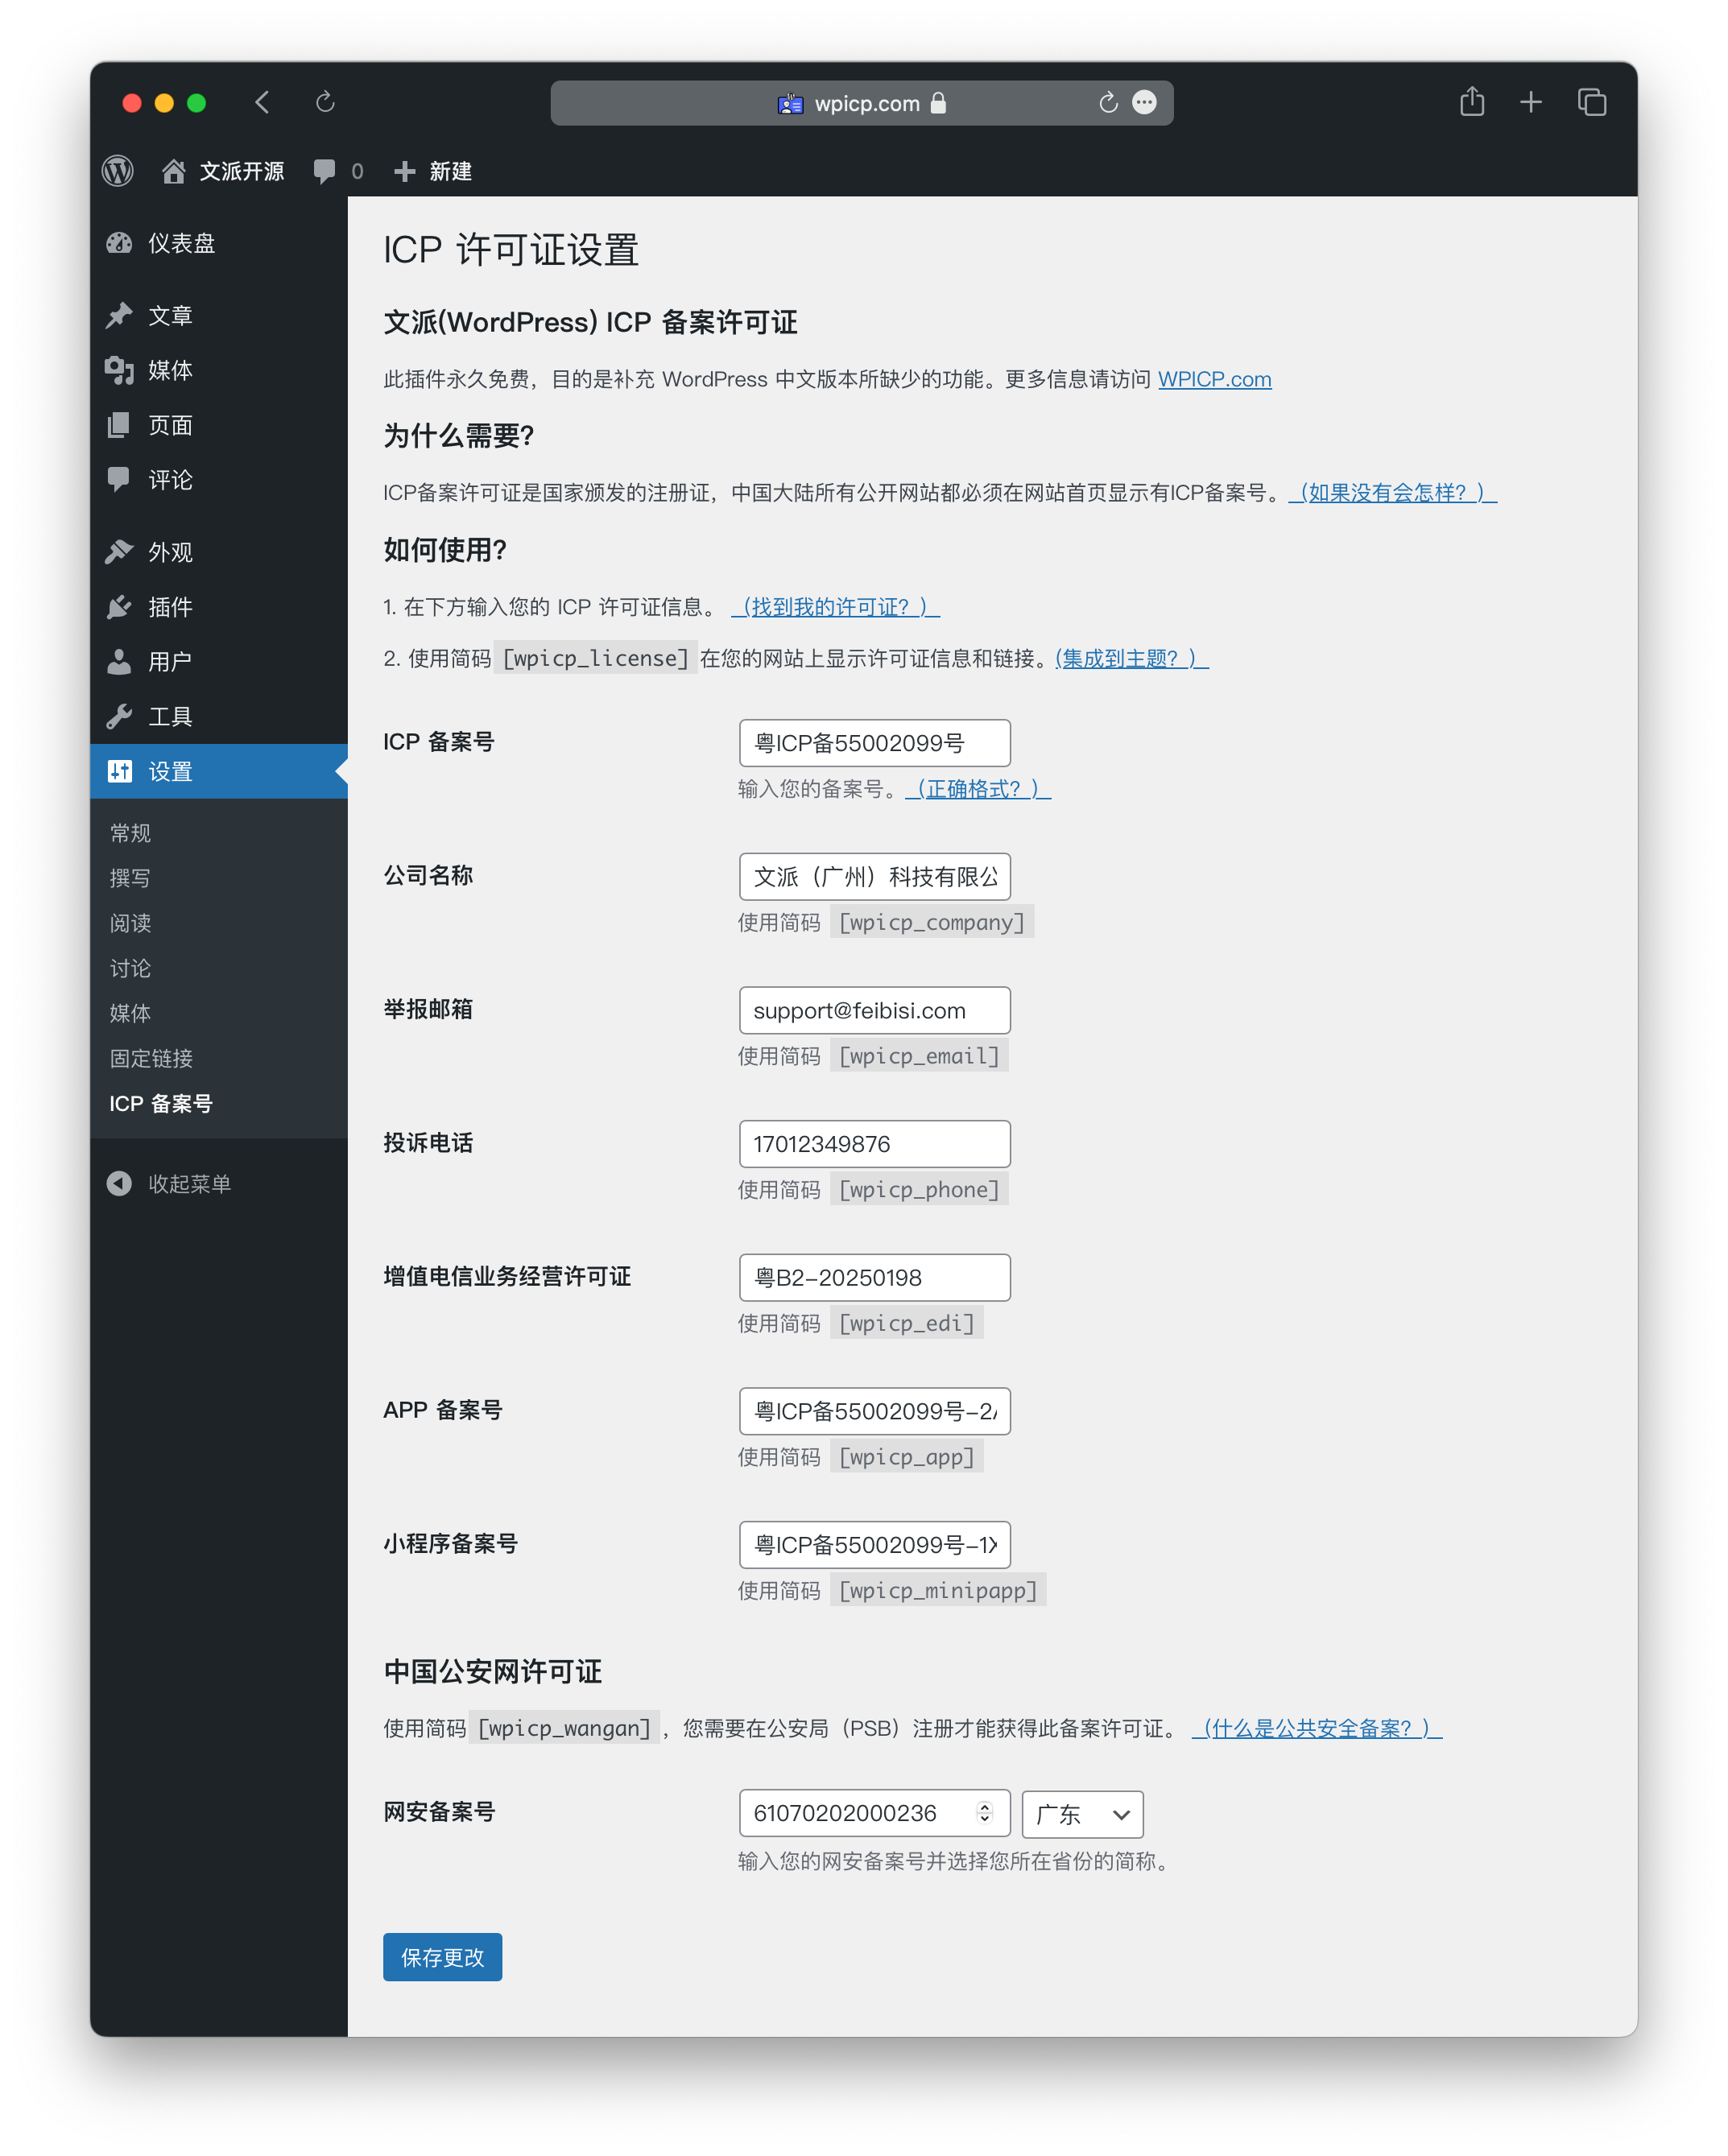 wpicp.com
文派开源 0 新建
仪表盘
文章
媒体
页面
评论
外观
插件
用户
工具
设置
常规
撰写
阅读
讨论
媒体
固定链接
ICP 备案号
收起菜单
ICP 许可证设置
文派(WordPress) ICP 备案许可证
此插件永久免费，目的是补充 WordPress 中文版本所缺少的功能。更多信息请访问 WPICP.com
为什么需要?
ICP备案许可证是国家颁发的注册证，中国大陆所有公开网站都必须在网站首页显示有ICP备案号。（如果没有会怎样？）
如何使用?
1. 在下方输入您的 ICP 许可证信息。（找到我的许可证？）
2. 使用简码 [wpicp_license] 在您的网站上显示许可证信息和链接。(集成到主题？）
ICP 备案号
粤ICP备55002099号
输入您的备案号。（正确格式？）
公司名称
文派（广州）科技有限公
使用简码 [wpicp_company]
举报邮箱
support@feibisi.com
使用简码 [wpicp_email]
投诉电话
17012349876
使用简码 [wpicp_phone]
增值电信业务经营许可证
粤B2-20250198
使用简码 [wpicp_edi]
APP 备案号
粤ICP备55002099号-2A
使用简码 [wpicp_app]
小程序备案号
粤ICP备55002099号-1X
使用简码 [wpicp_minipapp]
中国公安网许可证
使用简码 [wpicp_wangan] ，您需要在公安局（PSB）注册才能获得此备案许可证。（什么是公共安全备案？）
网安备案号
61070202000236 广东
输入您的网安备案号并选择您所在省份的简称。
保存更改